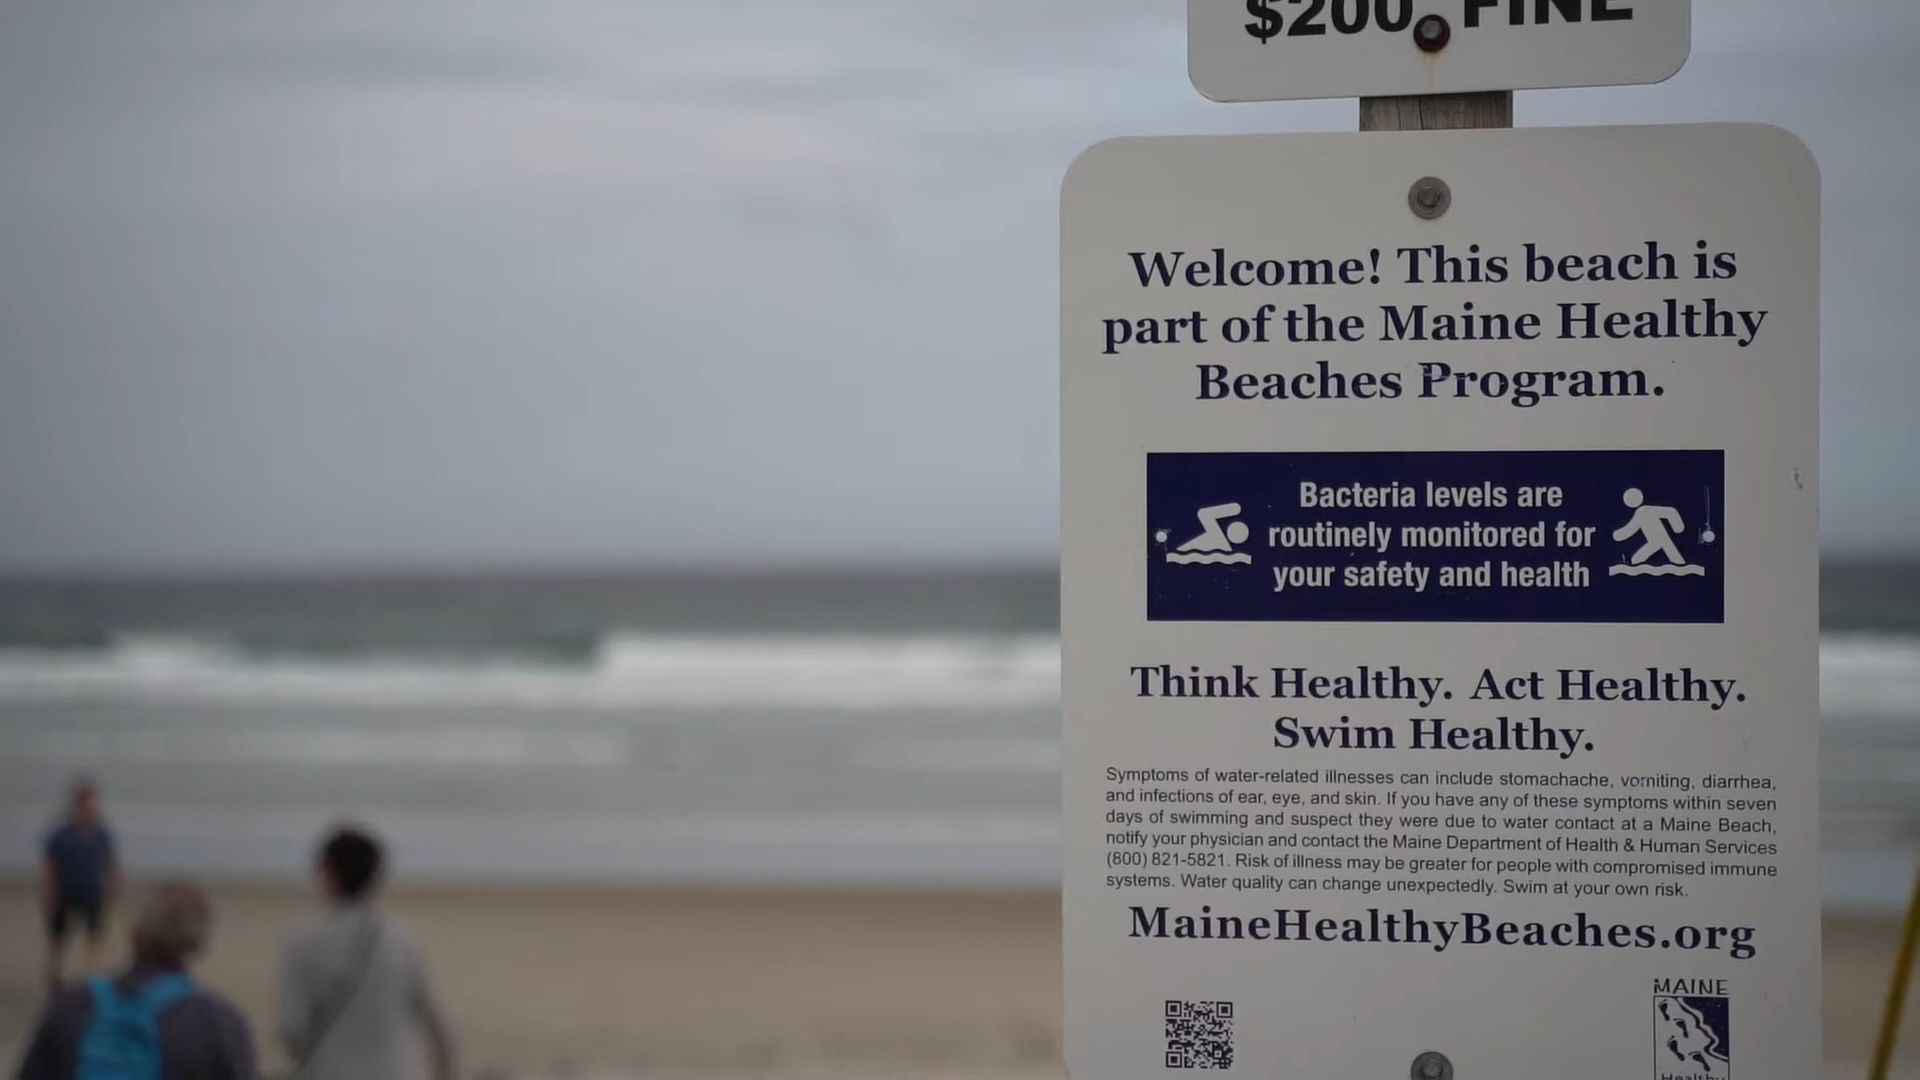 $200 FINE
Welcome! This beach is
part of the Maine Healthy
Beaches Program.
Bacteria levels are
routinely monitored for
your safety and health
Think Healthy. Act Healthy.
Swim Healthy.
Symptoms of water-related illnesses can include stomachache, vomiting, diarrhea,
and infections of ear, eye, and skin. If you have any of these symptoms within seven
days of swimming and suspect they were due to water contact at a Maine Beach,
notify your physician and contact the Maine Department of Health & Human Services
(800) 821-5821. Risk of illness may be greater for people with compromised immune
systems. Water quality can change unexpectedly. Swim at your own risk.
MaineHealthyBeaches.org
MAINE
Healthy